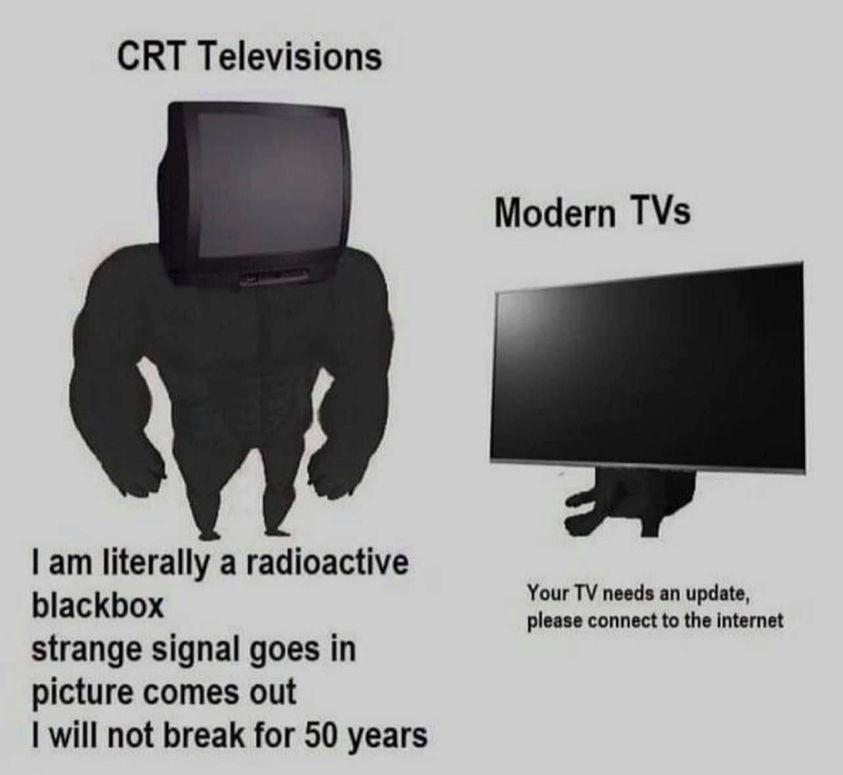 CRT Televisions
I am literally a radioactive
blackbox
strange signal goes in
picture comes out
I will not break for 50 years
Modern TVs
Your TV needs an update,
please connect to the internet